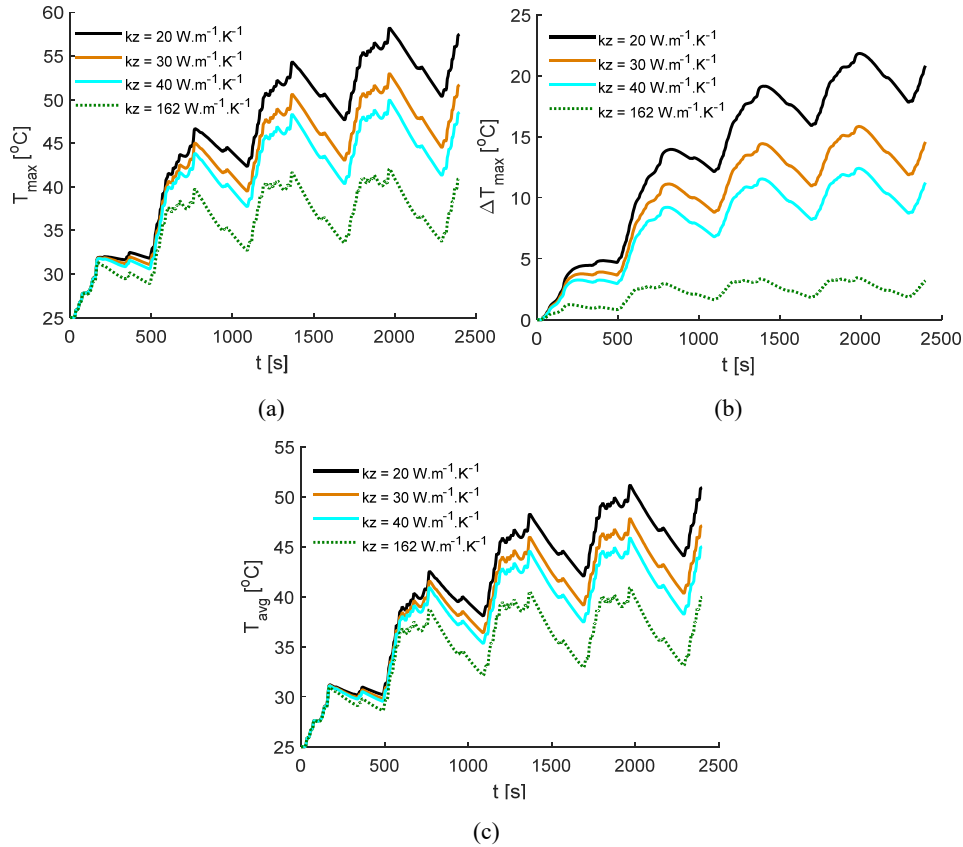 60
55
50
45
40
35
30
25
0
500
1000
1500
2000
2500
T_max [°C]
t [s]
kz = 20 W.m⁻¹.K⁻¹
kz = 30 W.m⁻¹.K⁻¹
kz = 40 W.m⁻¹.K⁻¹
kz = 162 W.m⁻¹.K⁻¹
(a)
25
20
15
10
5
0
0
500
1000
1500
2000
2500
ΔT_max [°C]
t [s]
kz = 20 W.m⁻¹.K⁻¹
kz = 30 W.m⁻¹.K⁻¹
kz = 40 W.m⁻¹.K⁻¹
kz = 162 W.m⁻¹.K⁻¹
(b)
55
50
45
40
35
30
25
0
500
1000
1500
2000
2500
T_avg [°C]
t [s]
kz = 20 W.m⁻¹.K⁻¹
kz = 30 W.m⁻¹.K⁻¹
kz = 40 W.m⁻¹.K⁻¹
kz = 162 W.m⁻¹.K⁻¹
(c)